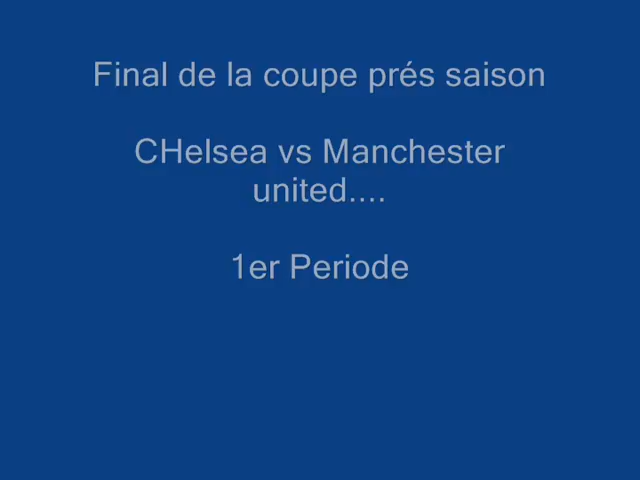 Final de la coupe prés saison
CHelsea vs Manchester
united....
1er Periode